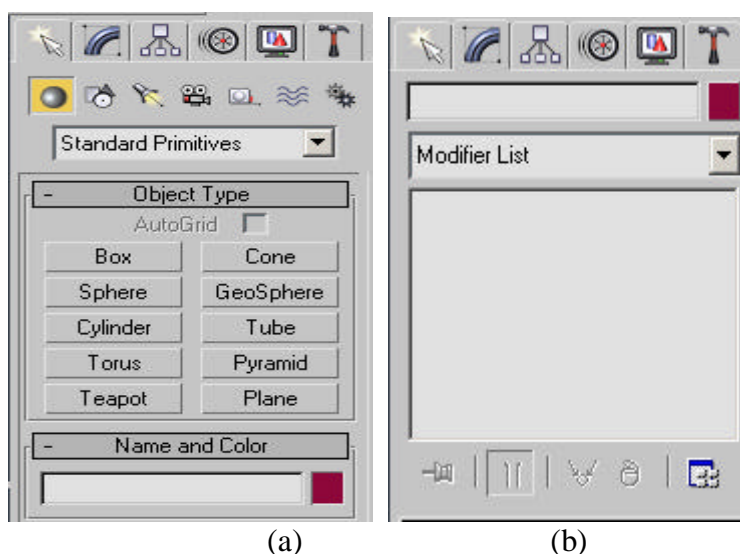 Standard Primitives
- Object Type
AutoGrid
Box Cone
Sphere GeoSphere
Cylinder Tube
Torus Pyramid
Teapot Plane
- Name and Color
(a)
Modifier List
(b)